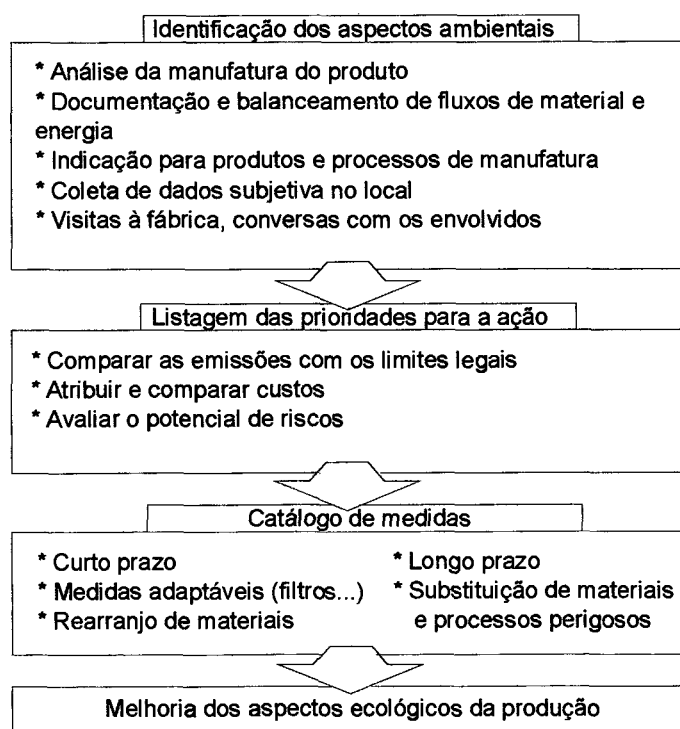 Identificação dos aspectos ambientais
* Análise da manufatura do produto
* Documentação e balanceamento de fluxos de material e
energia
* Indicação para produtos e processos de manufatura
* Coleta de dados subjetiva no local
* Visitas à fábrica, conversas com os envolvidos
Listagem das prioridades para a ação
* Comparar as emissões com os limites legais
* Atribuir e comparar custos
* Avaliar o potencial de riscos
Catálogo de medidas
* Curto prazo
* Medidas adaptáveis (filtros...)
* Rearranjo de materiais
* Longo prazo
* Substituição de materiais
e processos perigosos
Melhoria dos aspectos ecológicos da produção